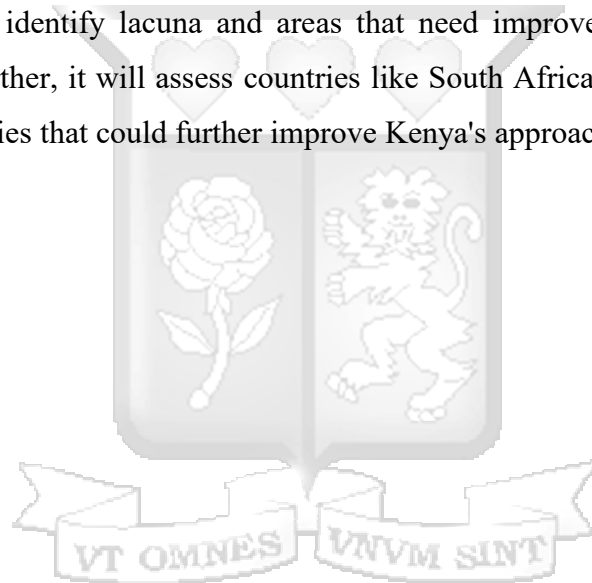 identify lacuna and areas that need improve
ther, it will assess countries like South Africa
ies that could further improve Kenya's approac
VT OMNES VNVM SINT